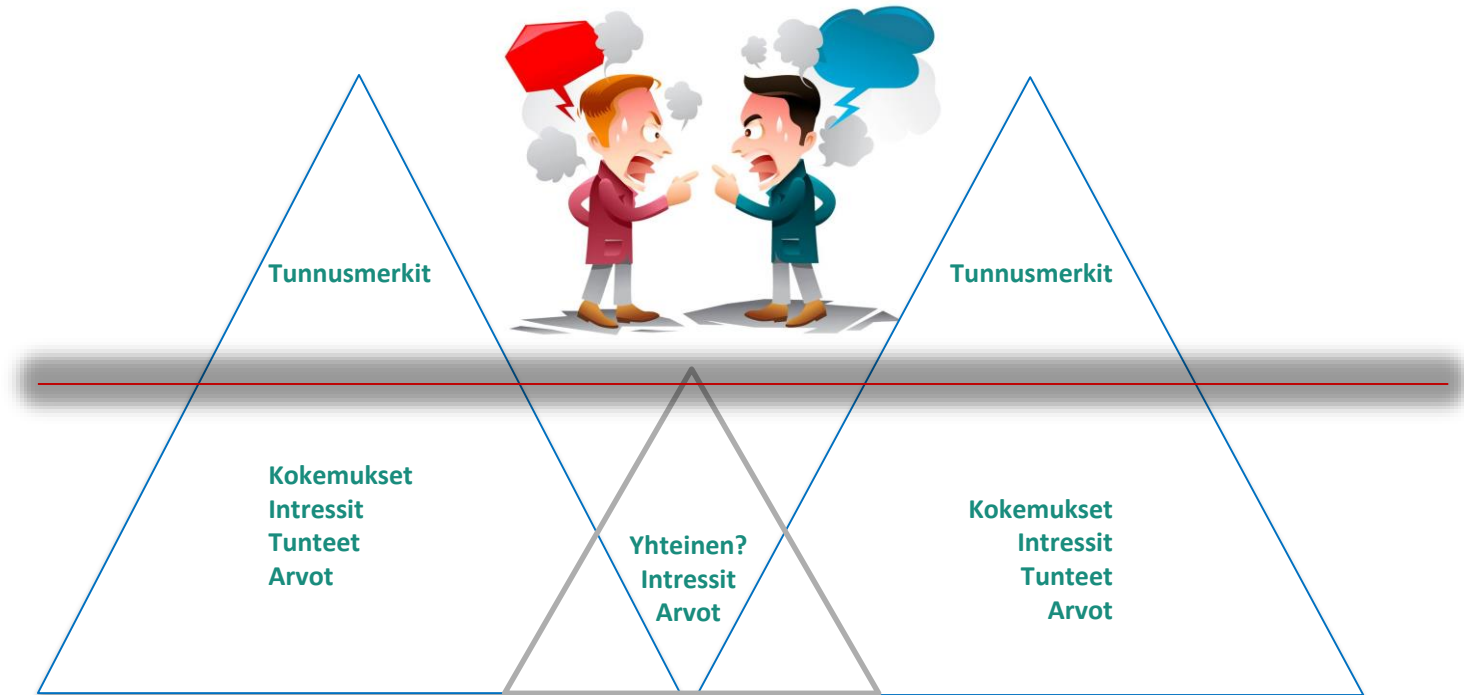 Tunnusmerkit
Tunnusmerkit
Kokemukset
Intressit
Tunteet
Arvot
Yhteinen?
Intressit
Arvot
Kokemukset
Intressit
Tunteet
Arvot